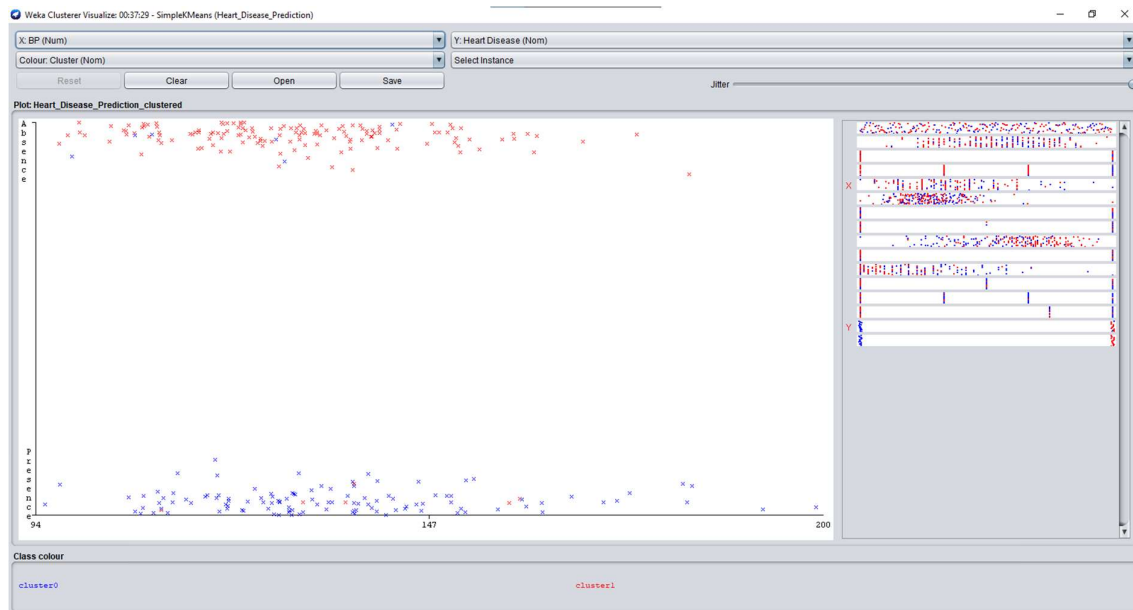 Weka Clusterer Visualize: 00:37:29 - SimpleKMeans (Heart_Disease_Prediction)
X: BP (Num)
Y: Heart Disease (Nom)
Colour: Cluster (Nom)
Select Instance
Reset
Clear
Open
Save
Jitter
Plot: Heart_Disease_Prediction_clustered
Absence
Presence
94
147
200
X
Y
Class colour
cluster0
cluster1